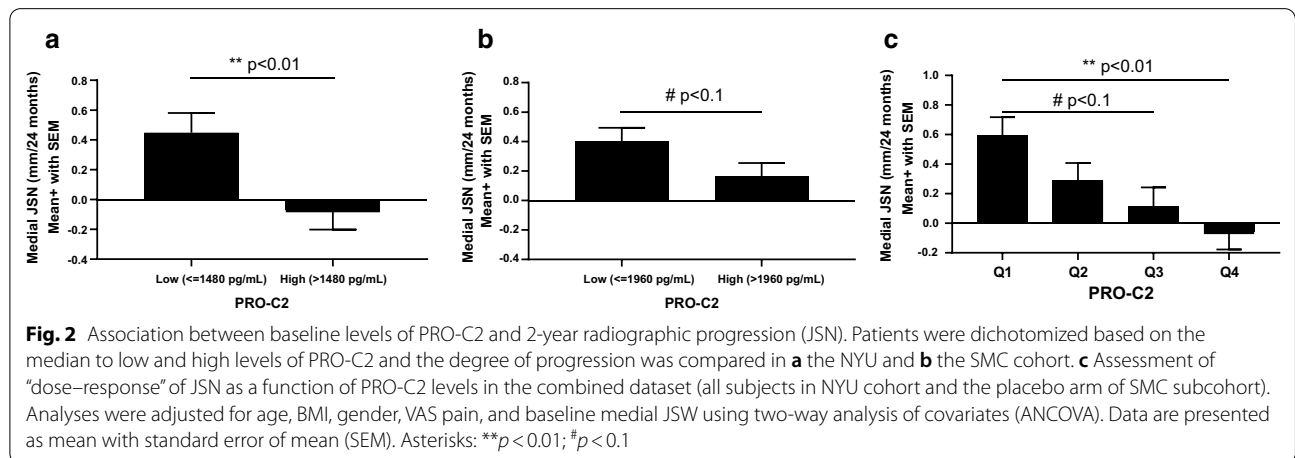 a
** p<0.01
Medial JSN (mm/24 months)
Mean+ with SEM
0.8
0.6
0.4
0.2
0.0
-0.2
-0.4
Low (<=1480 pg/mL) High (>1480 pg/mL)
PRO-C2
b
# p<0.1
Medial JSN (mm/24 months)
Mean+ with SEM
0.8
0.6
0.4
0.2
0.0
-0.2
-0.4
Low (<=1960 pg/mL) High (>1960 pg/mL)
PRO-C2
c
** p<0.01
# p<0.1
Medial JSN (mm/24 months)
Mean+ with SEM
1.0
0.8
0.6
0.4
0.2
0.0
-0.2
Q1 Q2 Q3 Q4
PRO-C2
Fig. 2 Association between baseline levels of PRO-C2 and 2-year radiographic progression (JSN). Patients were dichotomized based on the
median to low and high levels of PRO-C2 and the degree of progression was compared in a the NYU and b the SMC cohort. c Assessment of
“dose–response” of JSN as a function of PRO-C2 levels in the combined dataset (all subjects in NYU cohort and the placebo arm of SMC subcohort).
Analyses were adjusted for age, BMI, gender, VAS pain, and baseline medial JSW using two-way analysis of covariates (ANCOVA). Data are presented
as mean with standard error of mean (SEM). Asterisks: **p < 0.01; #p < 0.1